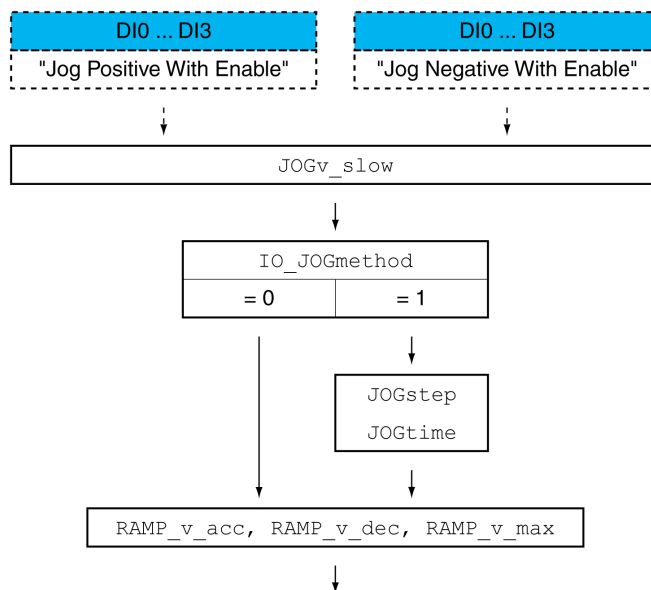 DI0 ... DI3
DI0 ... DI3
"Jog Positive With Enable"
"Jog Negative With Enable"
JOGv_slow
IO_JOGmethod
= 0
= 1
JOGstep
JOGtime
RAMP_v_acc, RAMP_v_dec, RAMP_v_max